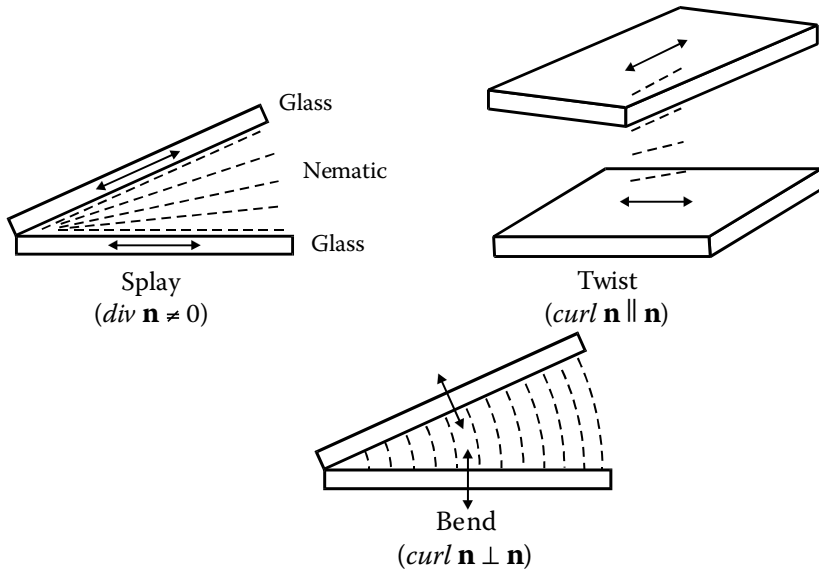 Glass
Nematic
Glass
Splay
(div n ≠ 0)
Twist
(curl n ∥ n)
Bend
(curl n ⊥ n)